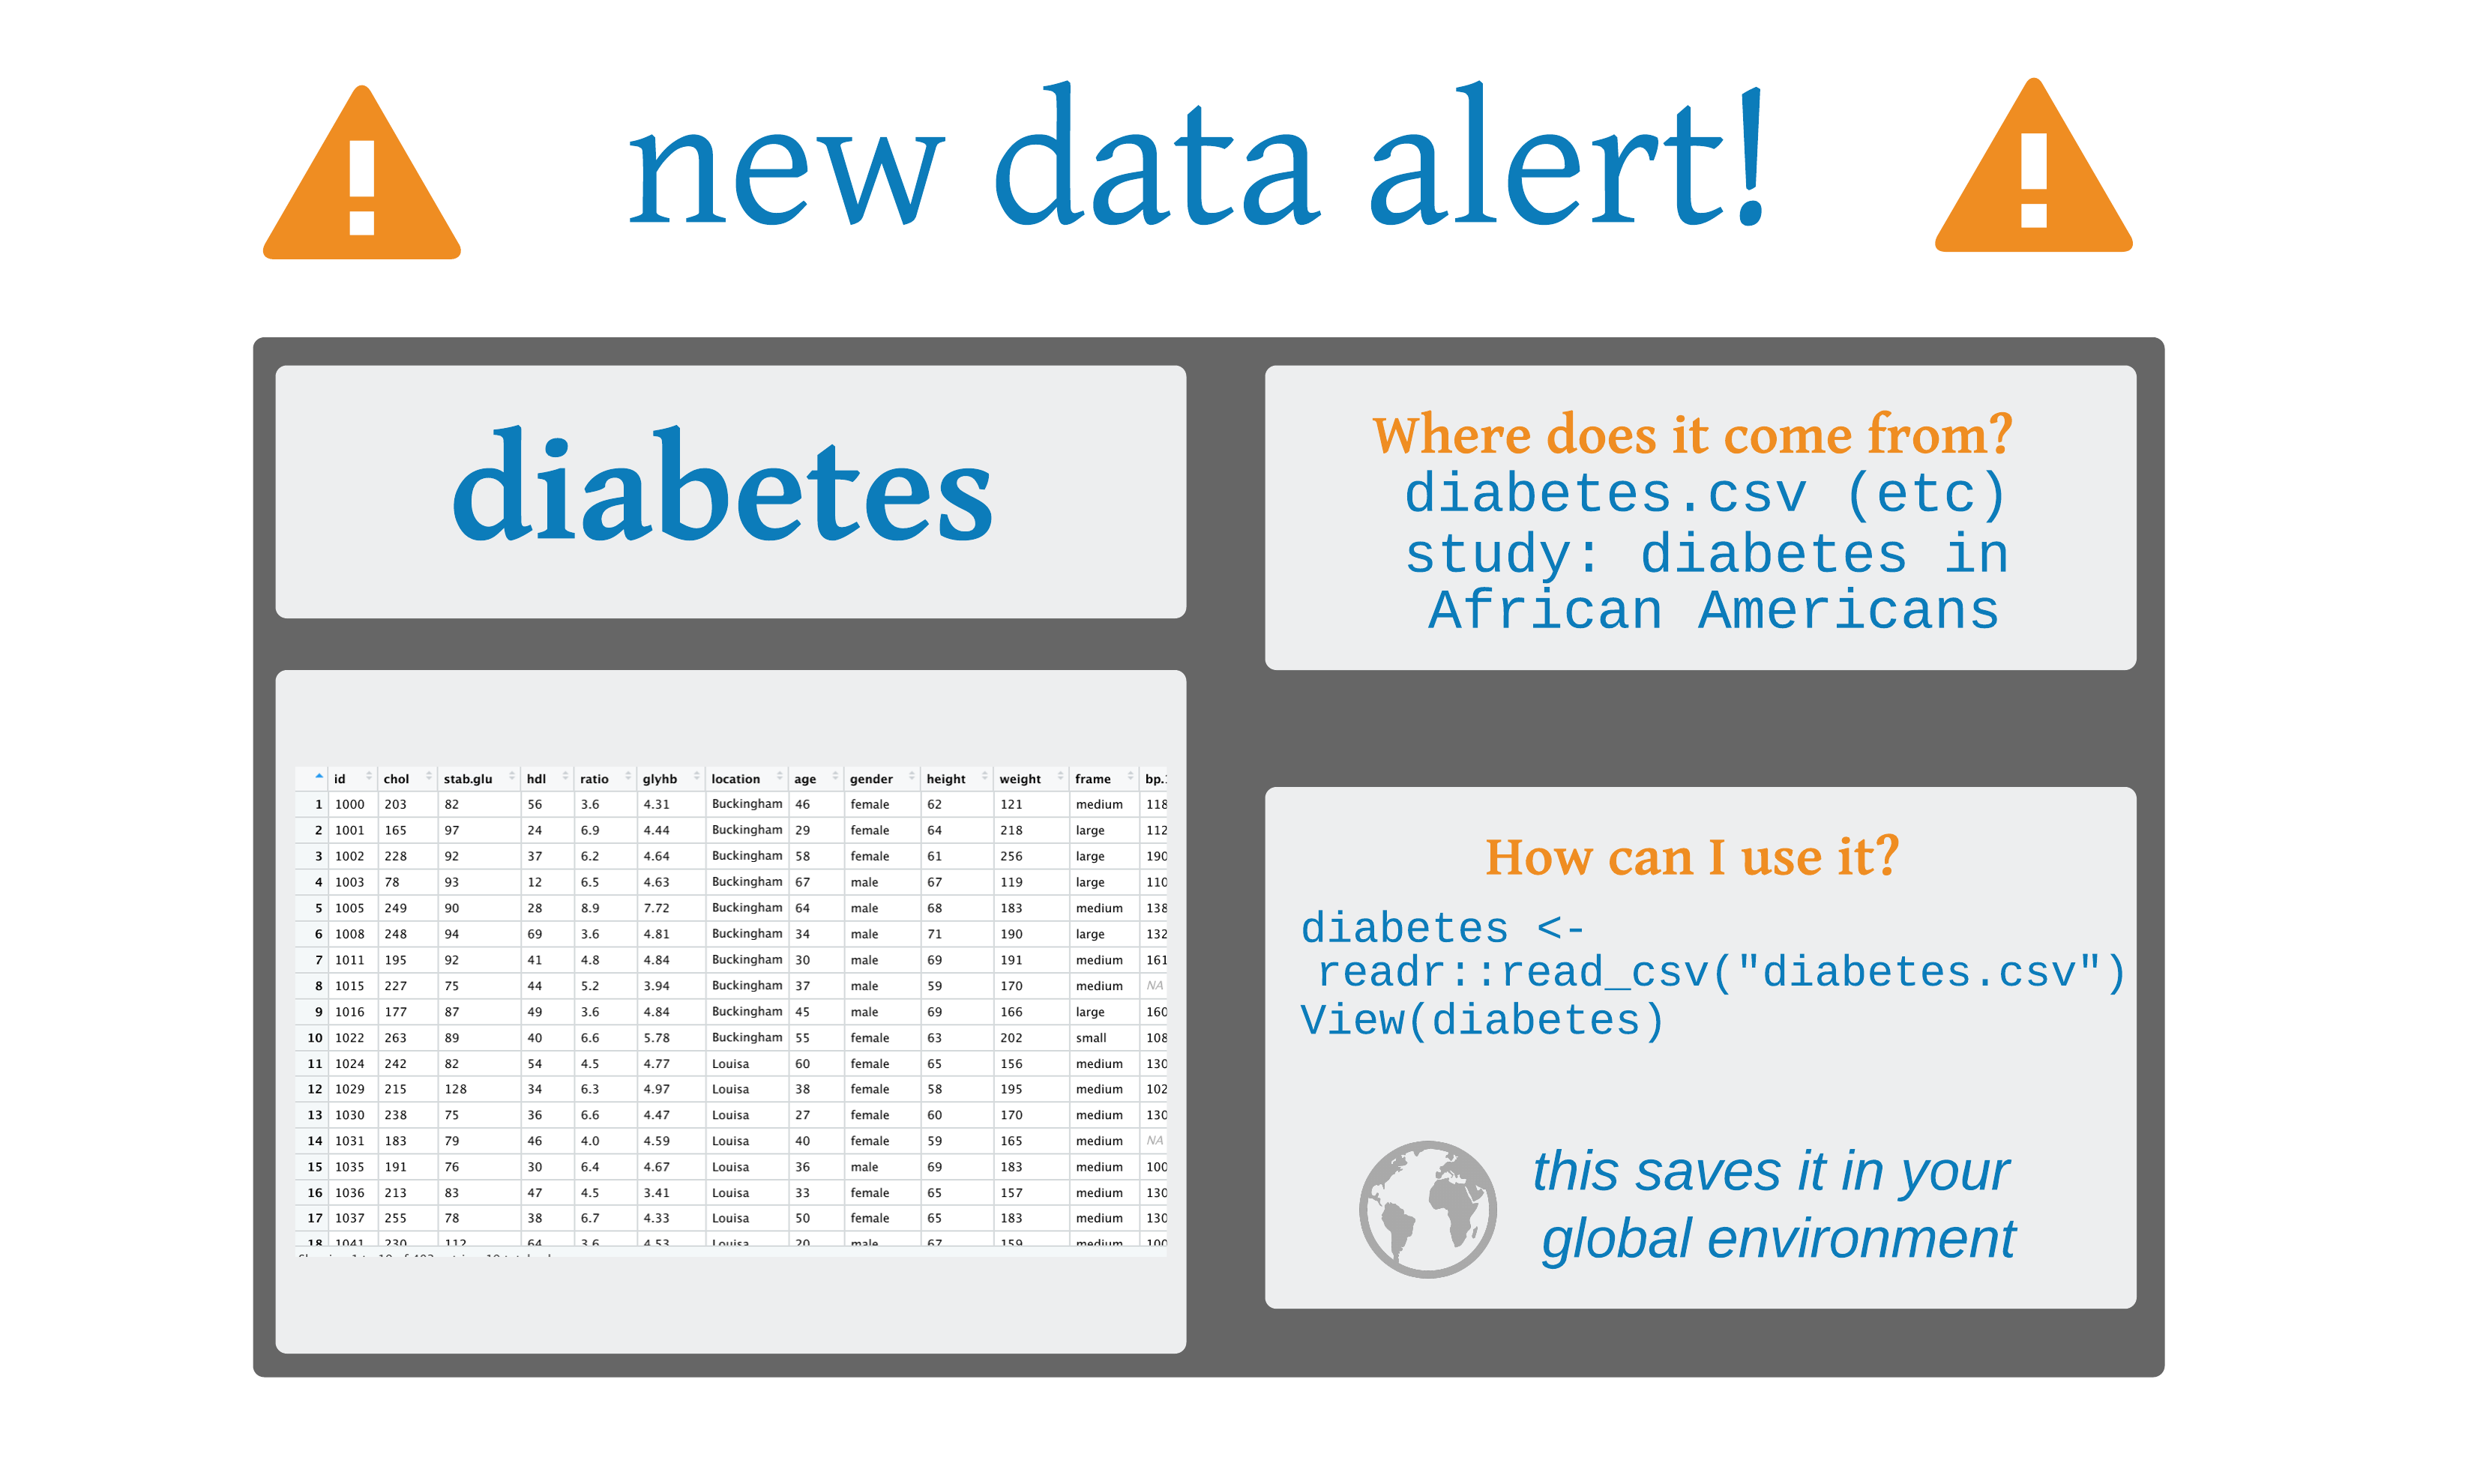 new data alert!
diabetes
Where does it come from?
diabetes.csv (etc)
study: diabetes in
African Americans
id chol stab.glu hdl ratio glyhb location age gender height weight frame bp.
1 1000 203 82 56 3.6 4.31 Buckingham 46 female 62 121 medium 118
2 1001 165 97 24 6.9 4.44 Buckingham 29 female 64 218 large 112
3 1002 228 92 37 6.2 4.64 Buckingham 58 female 61 256 large 190
4 1003 78 93 12 6.5 4.63 Buckingham 67 male 67 119 large 110
5 1005 249 90 28 8.9 7.72 Buckingham 64 male 68 183 medium 138
6 1008 248 94 69 3.6 4.81 Buckingham 34 male 71 190 large 132
7 1011 195 92 41 4.8 4.84 Buckingham 30 male 69 191 medium 161
8 1015 227 75 44 5.2 3.94 Buckingham 37 male 59 170 medium NA
9 1016 177 87 49 3.6 4.84 Buckingham 45 male 69 166 large 160
10 1022 263 89 40 6.6 5.78 Buckingham 55 female 63 202 small 108
11 1024 242 82 54 4.5 4.77 Louisa 60 female 65 156 medium 130
12 1029 215 128 34 6.3 4.97 Louisa 38 female 58 195 medium 102
13 1030 238 75 36 6.6 4.47 Louisa 27 female 60 170 medium 130
14 1031 183 79 46 4.0 4.59 Louisa 40 female 59 165 medium NA
15 1035 191 76 30 6.4 4.67 Louisa 36 male 69 183 medium 100
16 1036 213 83 47 4.5 3.41 Louisa 33 female 65 157 medium 130
17 1037 255 78 38 6.7 4.33 Louisa 50 female 65 183 medium 130
18 1041 230 112 64 3.6 4.53 Louisa 20 male 67 159 medium 100
How can I use it?
diabetes <-
readr::read_csv("diabetes.csv")
View(diabetes)
this saves it in your
global environment